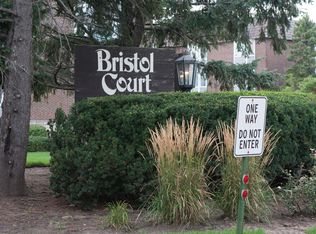 Bristol
Court
ONE
WAY
DO NOT
ENTER